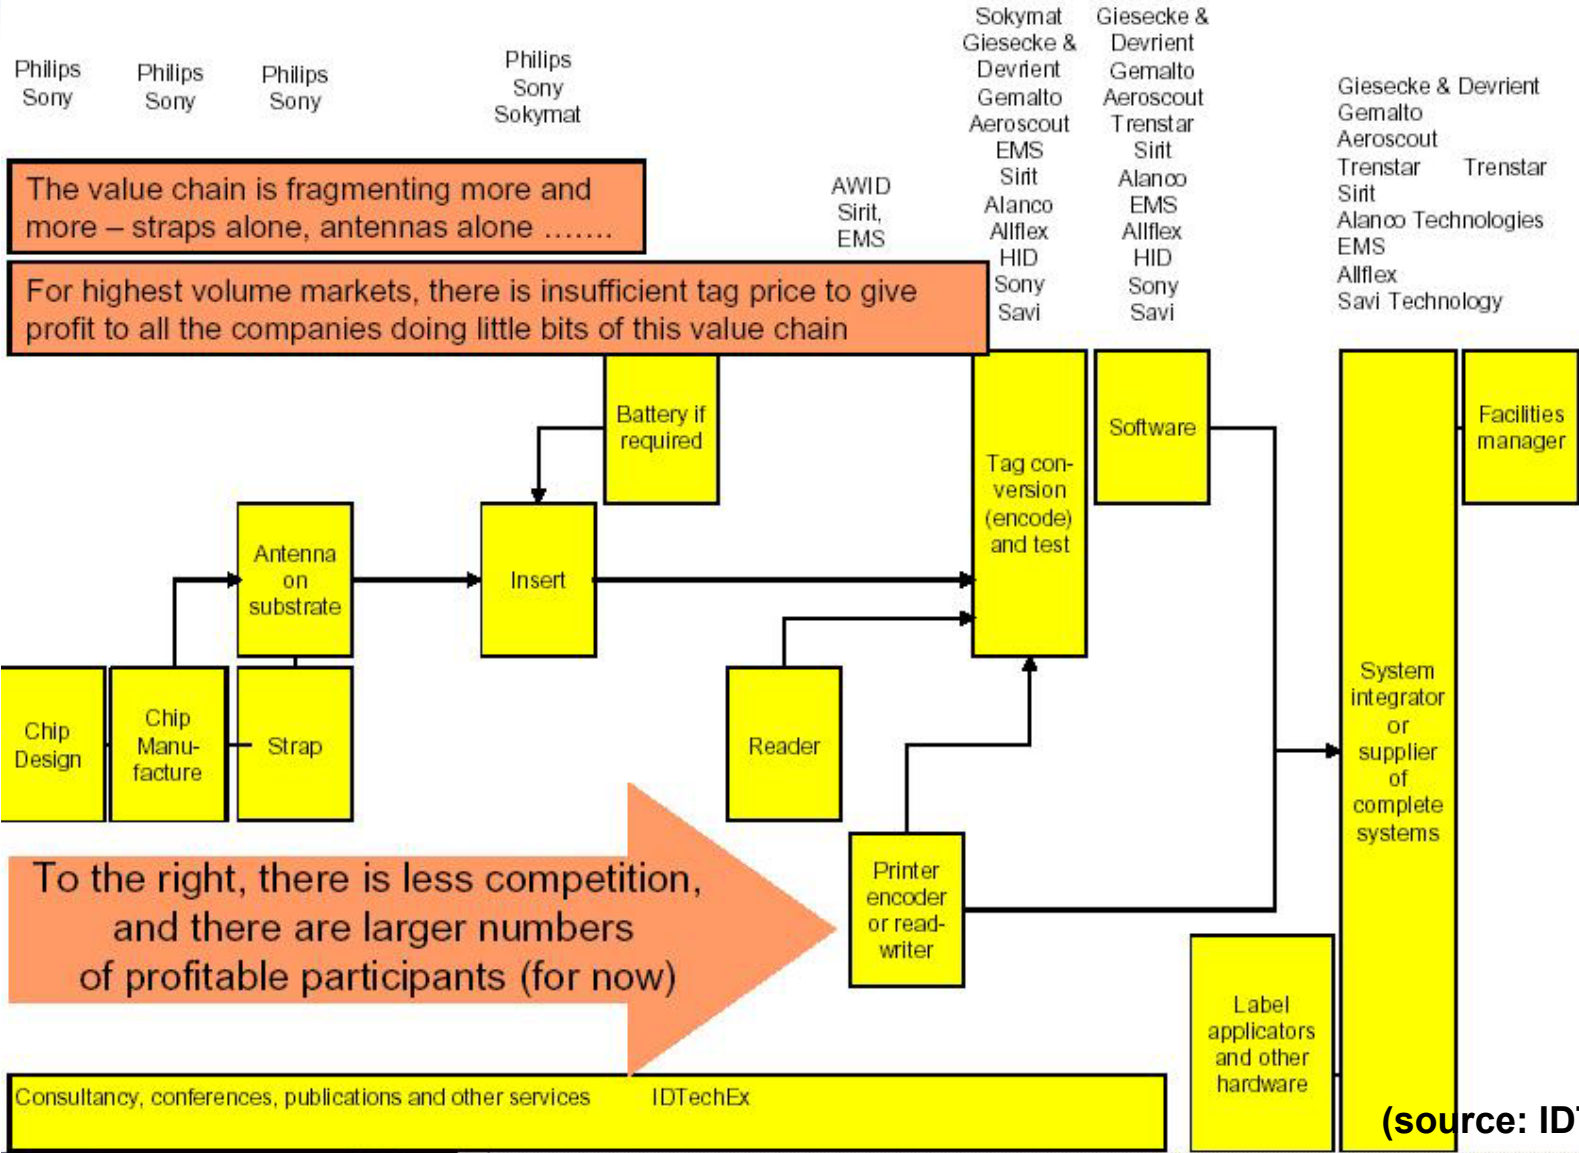 Philips
Sony
Philips
Sony
Philips
Sony
Philips
Sony
Sokymat
AWID
Sirit,
EMS
Sokymat
Giesecke &
Devrient
Gemalto
Aeroscout
EMS
Sirit
Alanco
Allflex
HID
Sony
Savi
Giesecke &
Devrient
Gemalto
Aeroscout
Trenstar
Sirit
Alanco
EMS
Allflex
HID
Sony
Savi
Giesecke & Devrient
Gemalto
Aeroscout
Trenstar Trenstar
Sirit
Alanco Technologies
EMS
Allflex
Savi Technology
The value chain is fragmenting more and
more – straps alone, antennas alone …….
For highest volume markets, there is insufficient tag price to give
profit to all the companies doing little bits of this value chain
Battery if
required
Tag con-
version
(encode)
and test
Software
Facilities
manager
Antenna
on
substrate
Insert
Chip
Design
Chip
Manu-
facture
Strap
Reader
System
integrator
or
supplier
of
complete
systems
To the right, there is less competition,
and there are larger numbers
of profitable participants (for now)
Printer
encoder
or read-
writer
Label
applicators
and other
hardware
Consultancy, conferences, publications and other services IDTechEx
(source: ID